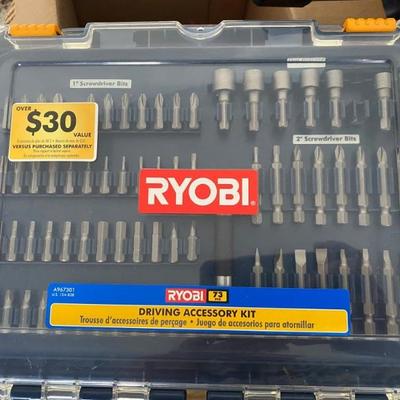 1" Screwdriver Bits
OVER
$30
VALUE
VERSUS PURCHASED SEPARATELY
2" Screwdriver Bits
RYOBI
A967301
RYOBI 73
DRIVING ACCESSORY KIT
Trousse d'accessoires de perçage • Juego de accesorios para atornillar